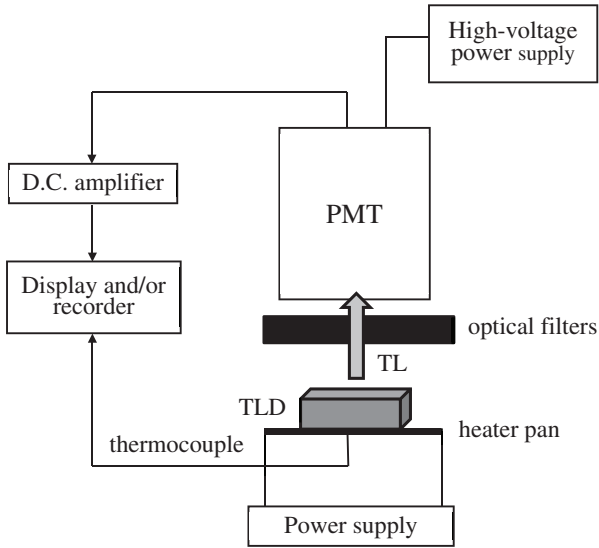 High-voltage
power supply
D.C. amplifier
PMT
Display and/or
recorder
optical filters
TL
TLD
heater pan
thermocouple
Power supply